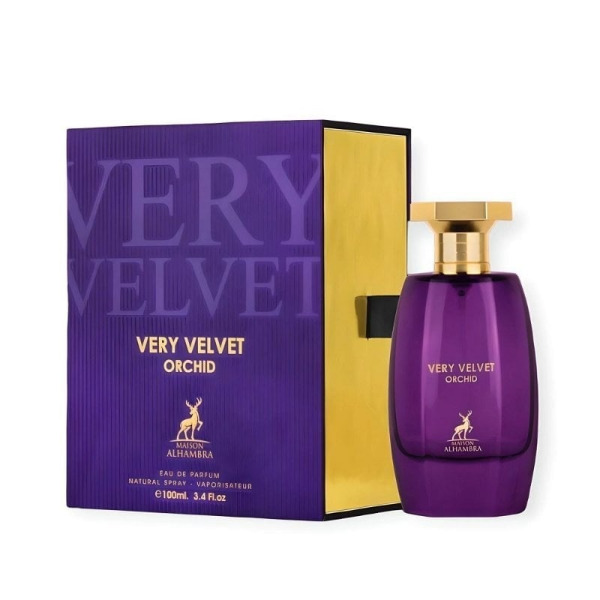 VERY
VELVET
VERY VELVET
ORCHID
MAISON
ALHAMBRA
EAU DE PARFUM
NATURAL SPRAY - VAPORISATEUR
℮100ml. 3.4 Fl.oz
VERY VELVET
ORCHID
MAISON
ALHAMBRA